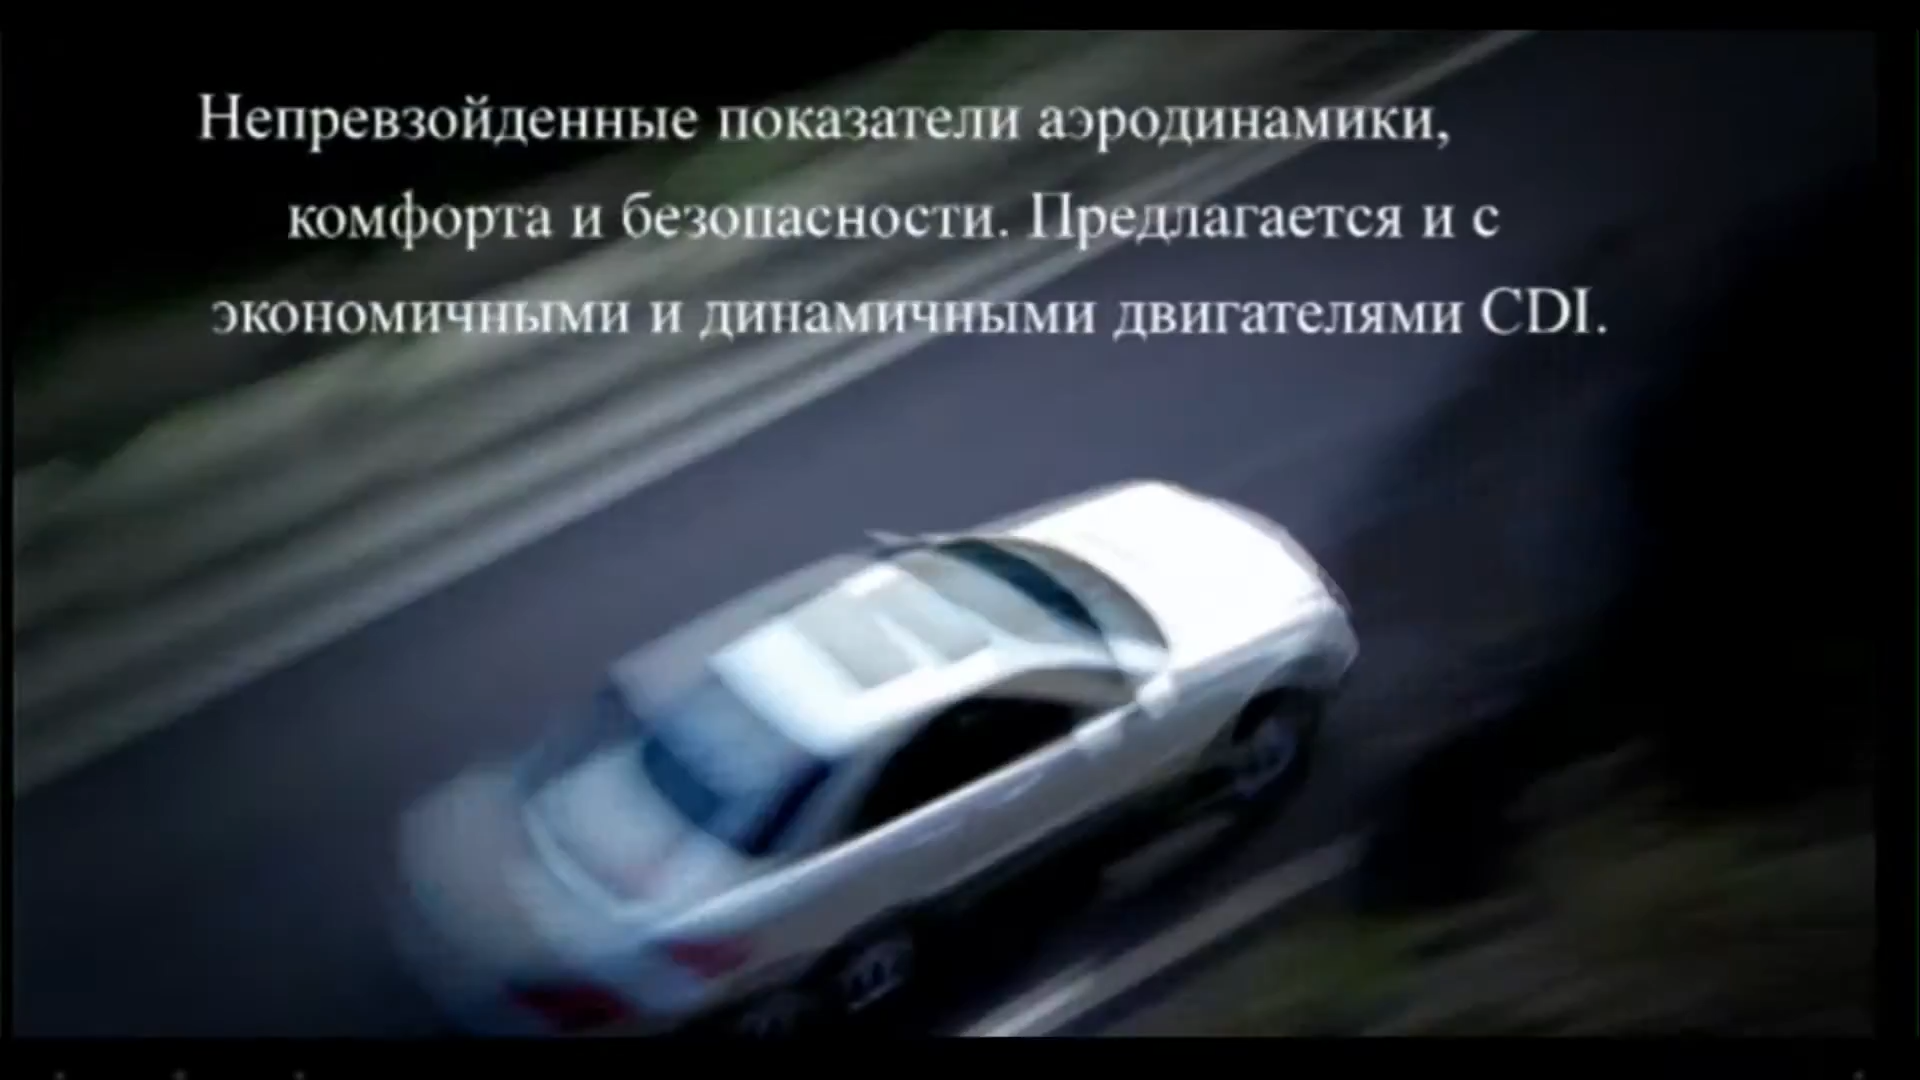 Непревзойденные показатели аэродинамики,
комфорта и безопасности. Предлагается и с
экономичными и динамичными двигателями CDI.